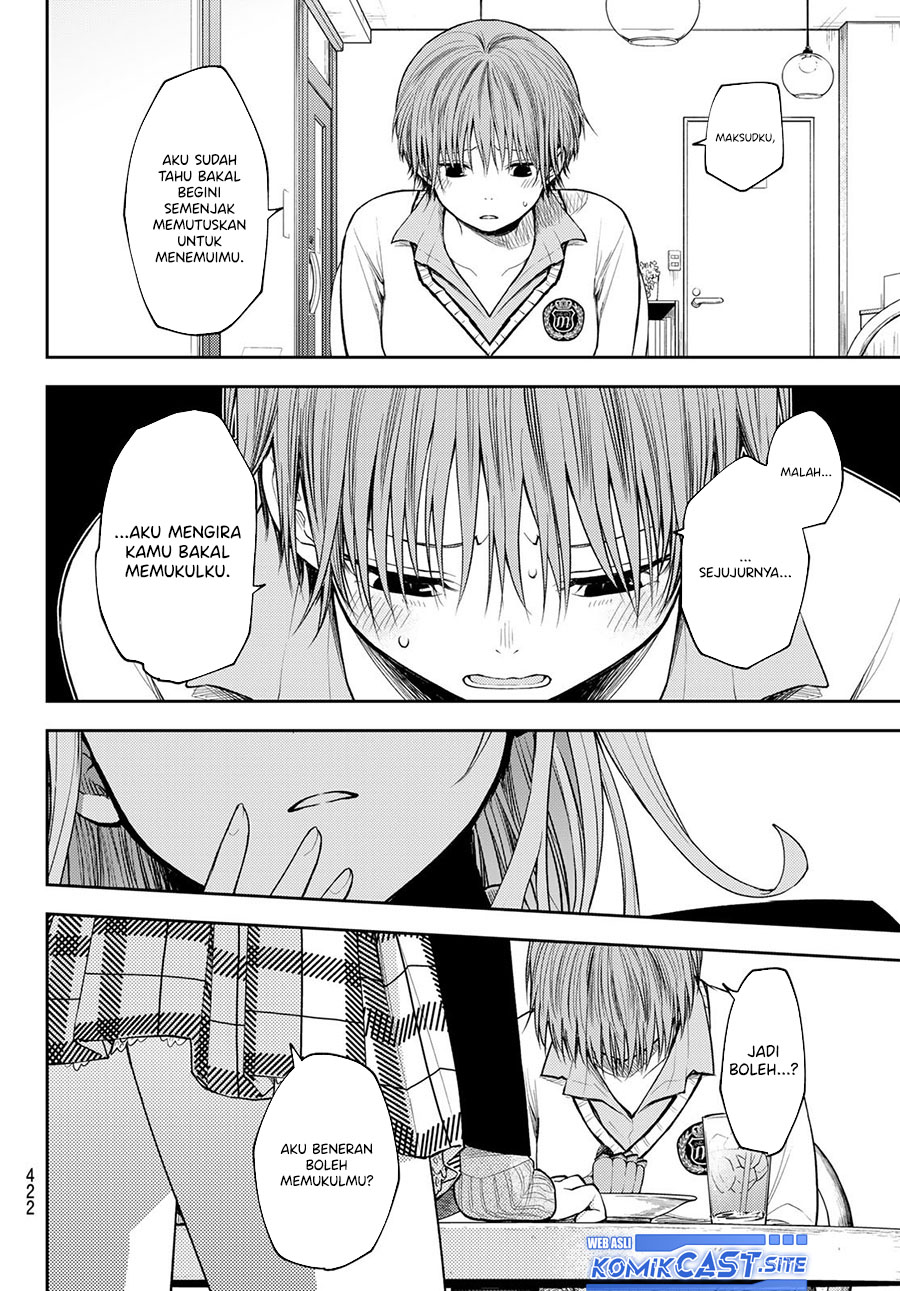 MAKSUDKU,
AKU SUDAH
TAHU BAKAL
BEGINI
SEMENJAK
MEMUTUSKAN
UNTUK
MENEMUIMU.
MALAH...
...
SEJUJURNYA...
...AKU MENGIRA
KAMU BAKAL
MEMUKULKU.
JADI
BOLEH...?
AKU BENERAN
BOLEH
MEMUKULMU?
422
WEB ASLI
KOMIKCAST.SITE